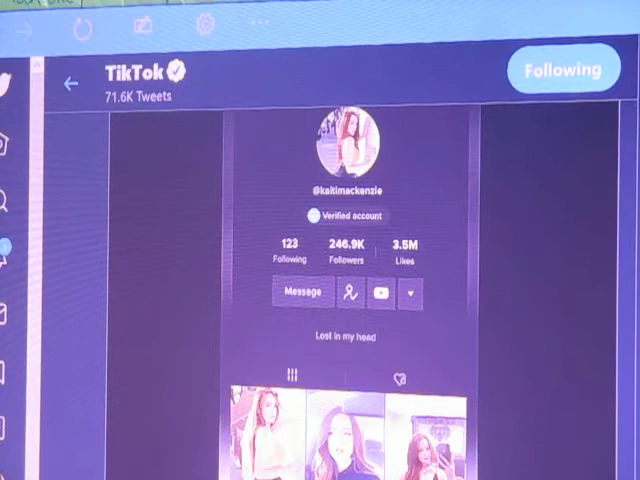 TikTok
Following
71.6K Tweets
@kaitimackenzie
Verified account
123 246.9K 3.5M
Following Followers Likes
Message
Lost in my head